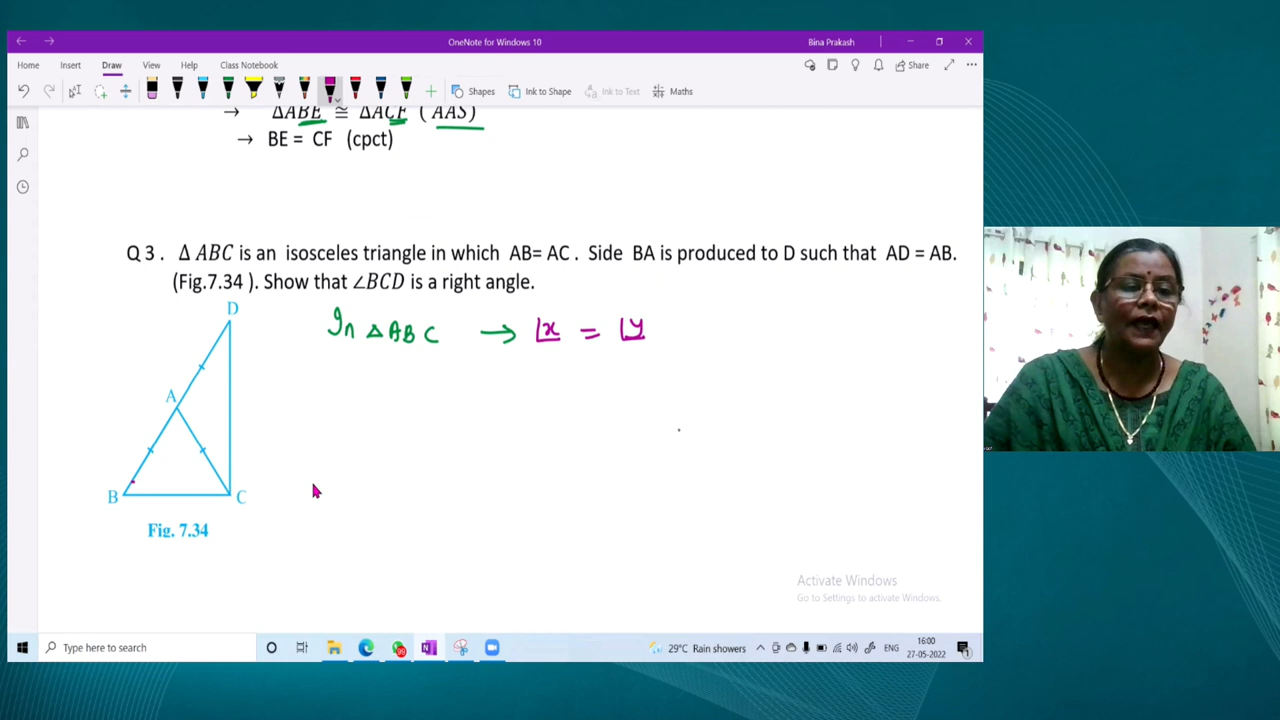 OneNote for Windows 10
Bina Prakash
Home Insert Draw View Help Class Notebook Share
Shapes Ink to Shape Ink to Text Maths
→ ΔABE ≅ ΔACF ( AAS)
→ BE = CF (cpct)
Q 3 . Δ ABC is an isosceles triangle in which AB= AC . Side BA is produced to D such that AD = AB.
(Fig.7.34 ). Show that ∠BCD is a right angle.
D
In △ABC → ∠x = ∠y
A
B
C
Fig. 7.34
Activate Windows
Go to Settings to activate Windows.
Type here to search
99
29°C Rain showers
ENG
16:00
27-05-2022
1